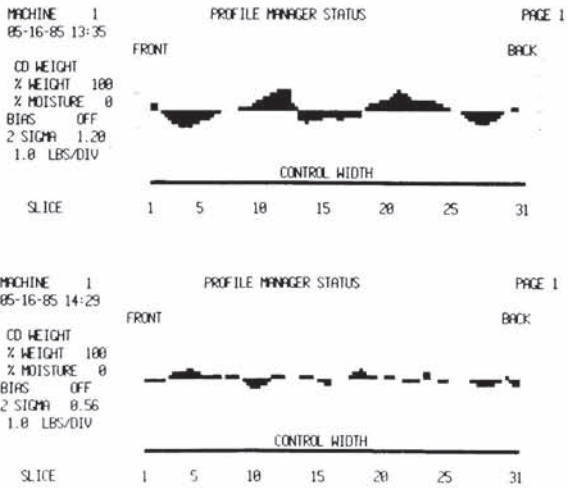 MACHINE 1 PROFILE MANAGER STATUS PAGE 1
05-16-85 13:35
FRONT BACK
CD WEIGHT
% WEIGHT 100
% MOISTURE 0
BIAS OFF
2 SIGMA 1.20
1.0 LBS/DIV
CONTROL WIDTH
SLICE 1 5 10 15 20 25 31
MACHINE 1 PROFILE MANAGER STATUS PAGE 1
05-16-85 14:29
FRONT BACK
CD WEIGHT
% WEIGHT 100
% MOISTURE 0
BIAS OFF
2 SIGMA 0.56
1.0 LBS/DIV
CONTROL WIDTH
SLICE 1 5 10 15 20 25 31